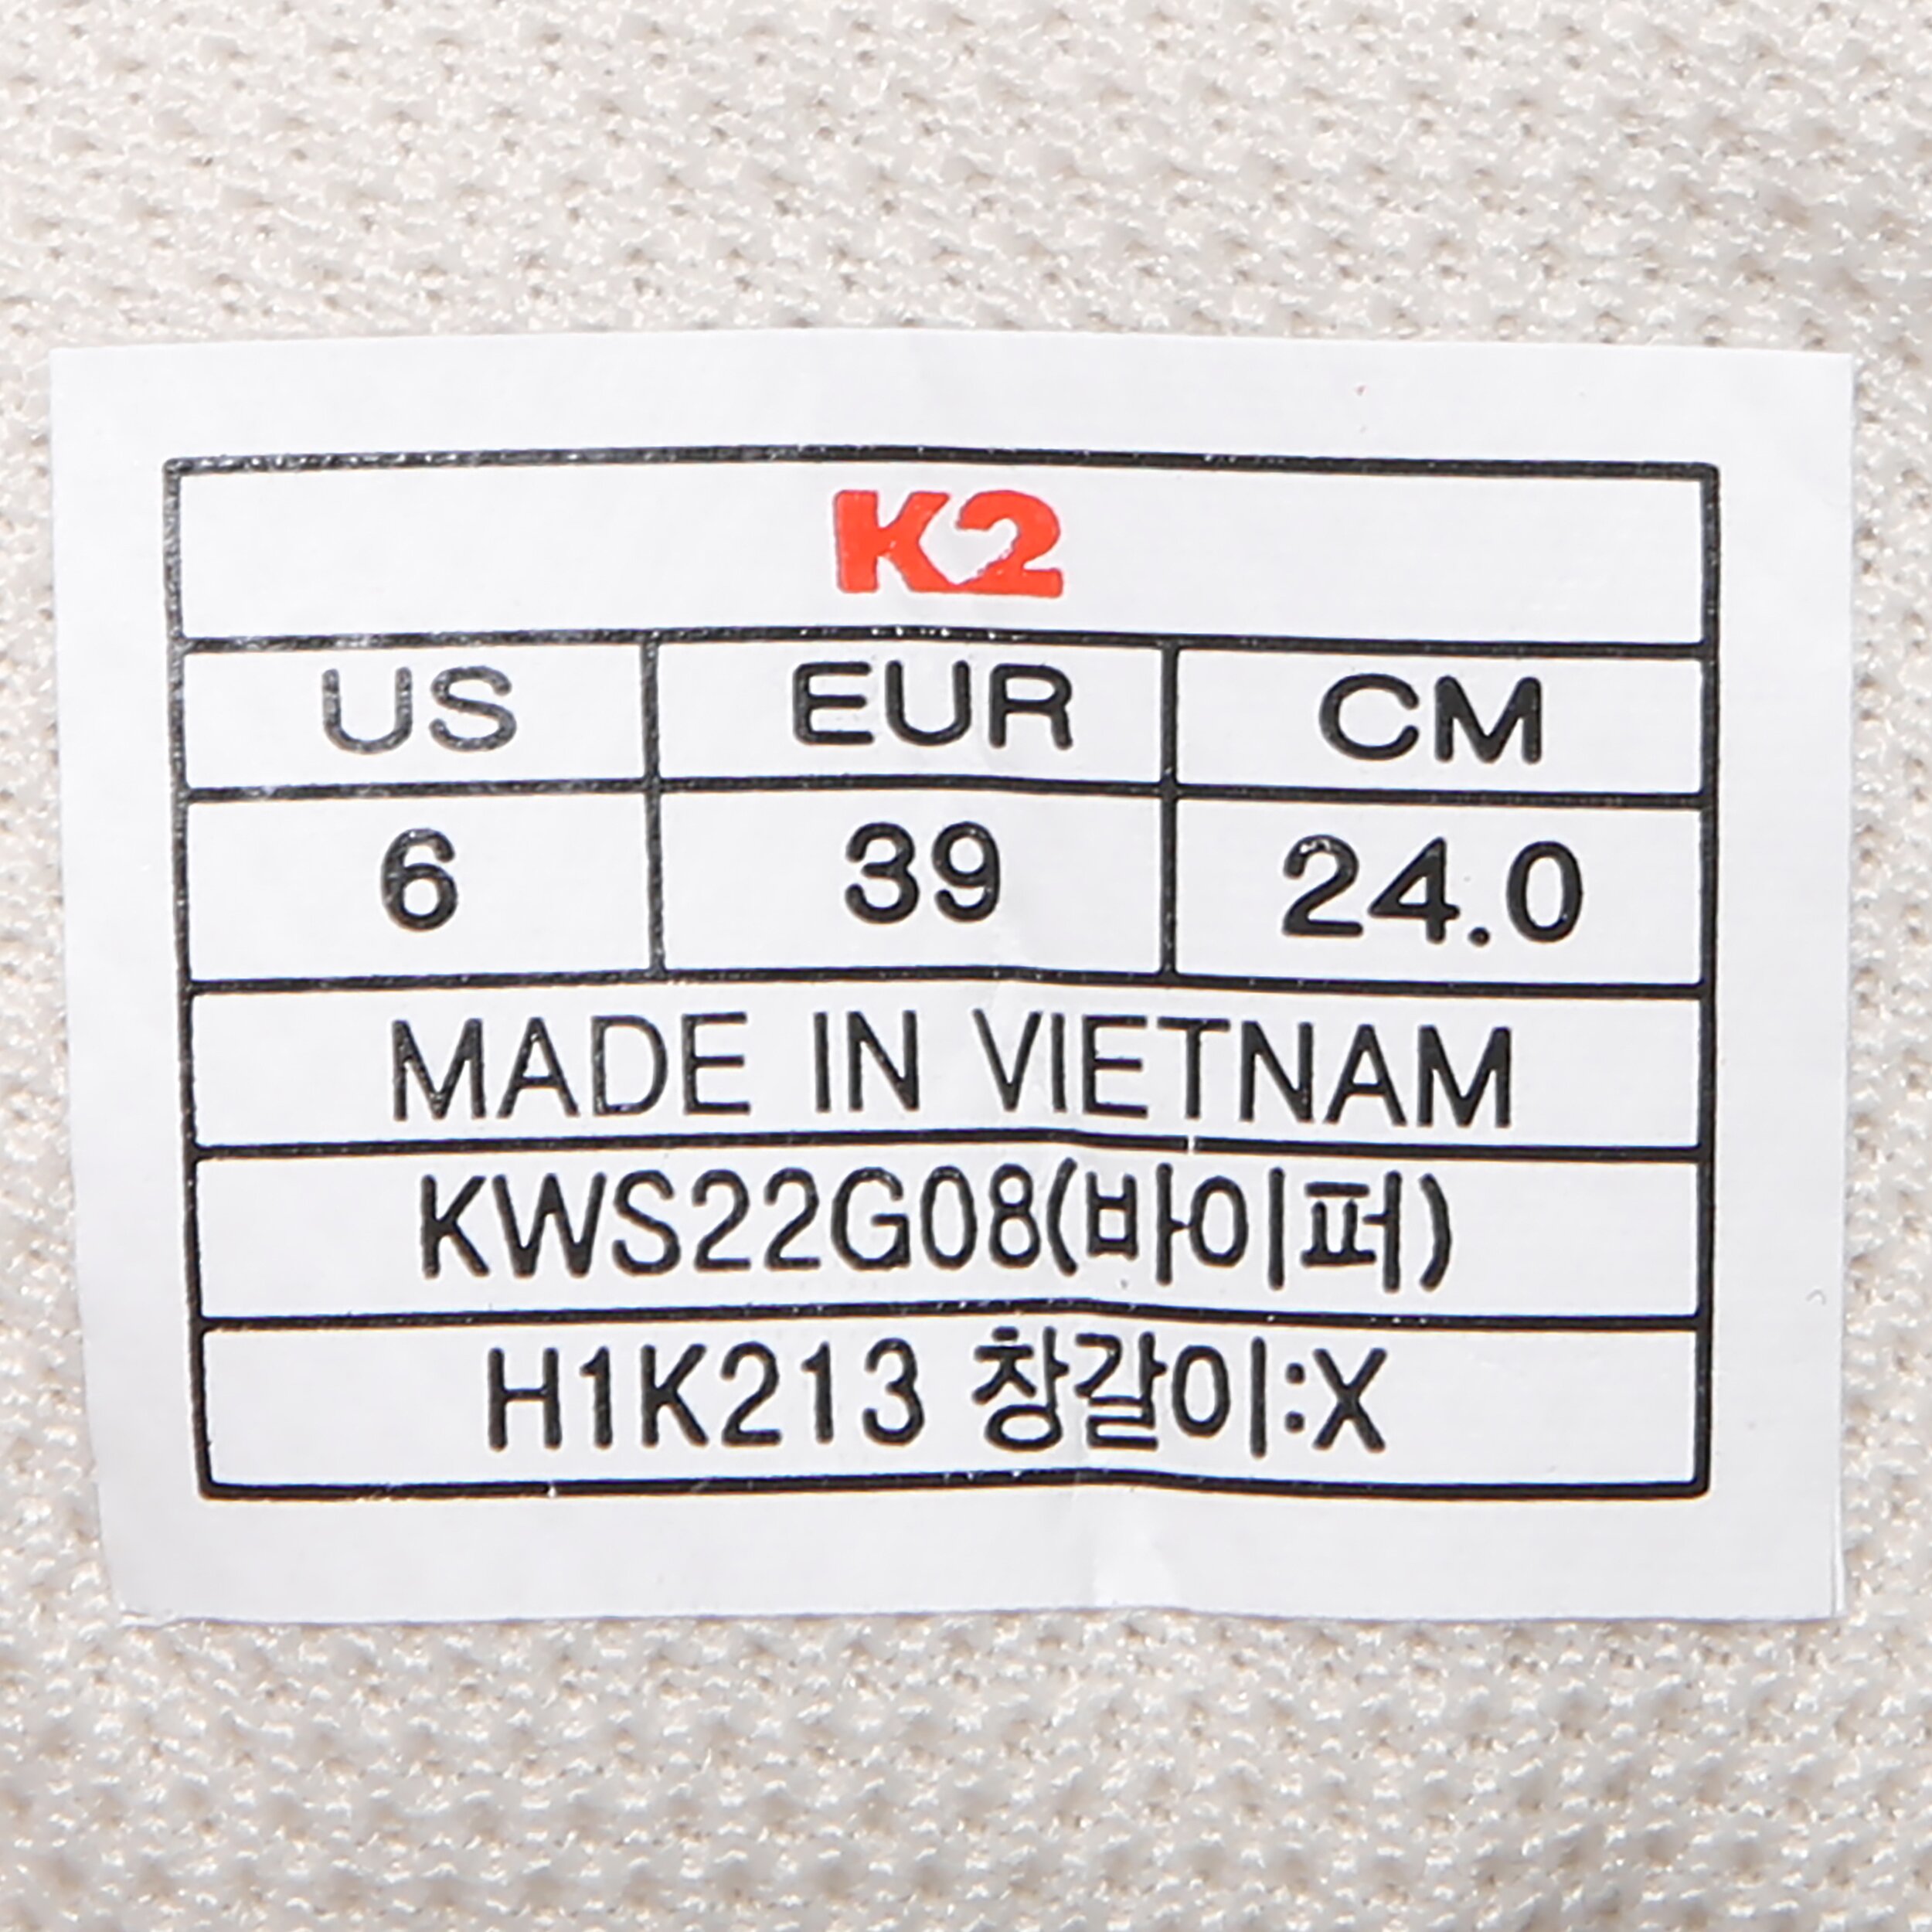 K2
US EUR CM
6 39 24.0
MADE IN VIETNAM
KWS22G08(바이퍼)
H1K213 창갈이:X